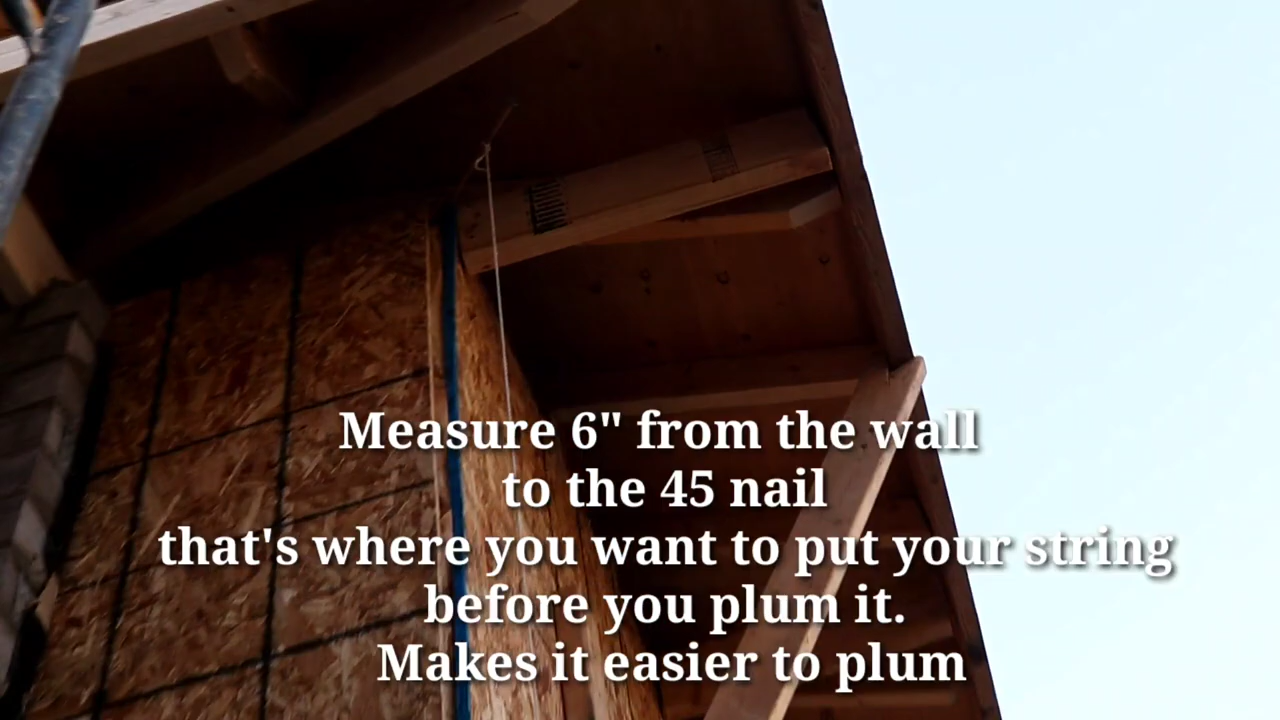 Measure 6" from the wall
to the 45 nail
that's where you want to put your string
before you plum it.
Makes it easier to plum